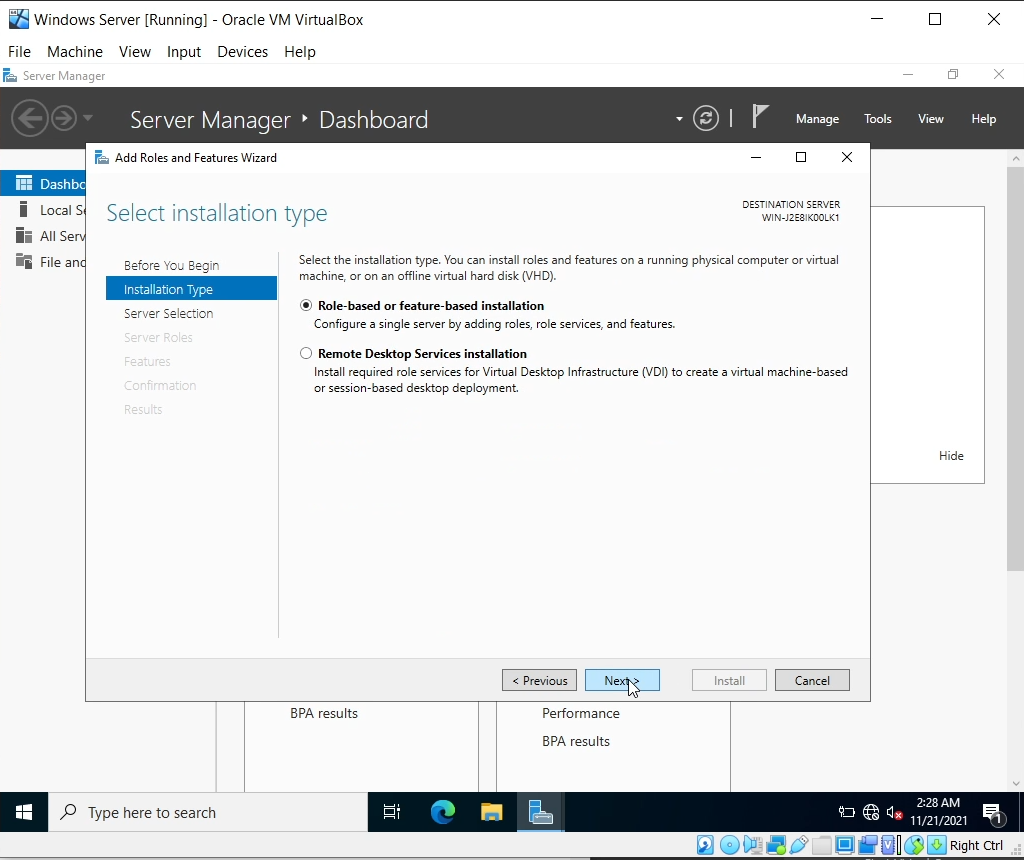 Windows Server [Running] - Oracle VM VirtualBox
File Machine View Input Devices Help
Server Manager
Server Manager Dashboard
Manage Tools View Help
Add Roles and Features Wizard
Dashbo
Local Se
All Serv
File and
Select installation type
DESTINATION SERVER
WIN-J2E8IK00LK1
Before You Begin
Installation Type
Server Selection
Server Roles
Features
Confirmation
Results
Select the installation type. You can install roles and features on a running physical computer or virtual
machine, or on an offline virtual hard disk (VHD).
Role-based or feature-based installation
Configure a single server by adding roles, role services, and features.
Remote Desktop Services installation
Install required role services for Virtual Desktop Infrastructure (VDI) to create a virtual machine-based
or session-based desktop deployment.
Hide
< Previous Next > Install Cancel
BPA results
Performance
BPA results
Type here to search
2:28 AM
11/21/2021
1
Right Ctrl